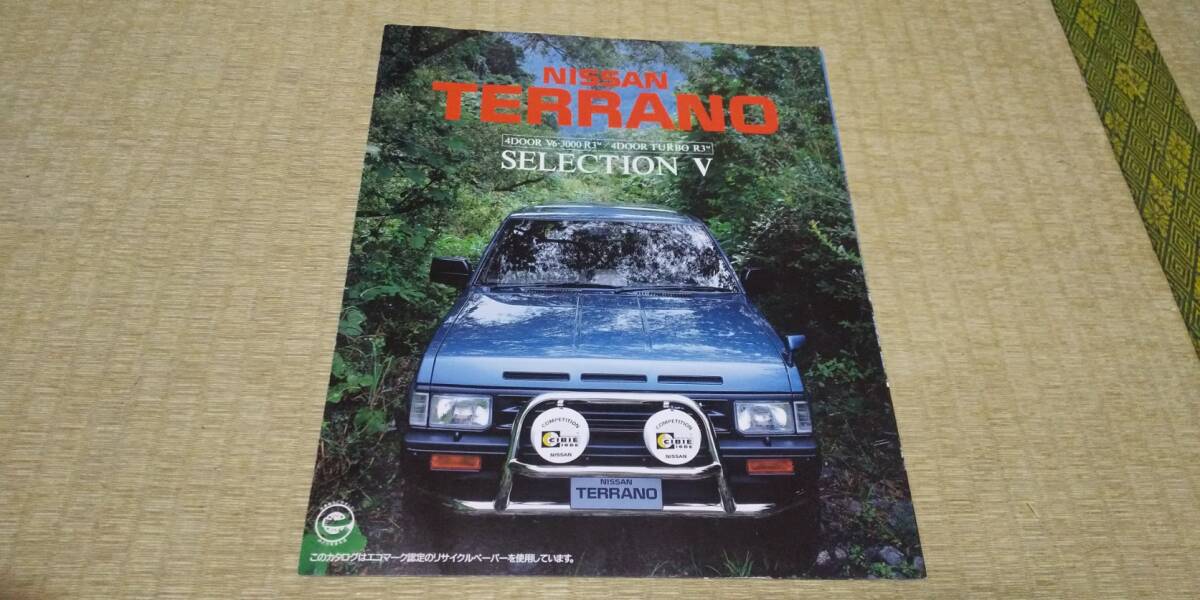 NISSAN
TERRANO
4DOOR V6-3000 R3M / 4DOOR TURBO R3M
SELECTION V
COMPETITION
CIBIE
NISSAN
COMPETITION
CIBIE
NISSAN
NISSAN
TERRANO
このカタログはエコマーク認定のリサイクルペーパーを使用しています。